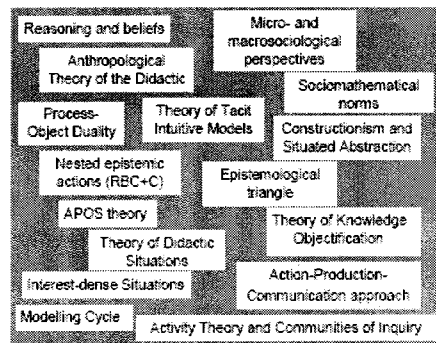 Reasoning and beliefs
Micro- and
macrosociological
perspectives
Anthropological
Theory of the Didactic
Sociomathematical
norms
Process-
Object Duality
Theory of Tacit
Intuitive Models
Constructionism and
Situated Abstraction
Nested epistemic
actions (RBC+C)
Epistemological
triangle
APOS theory
Theory of Knowledge
Objectification
Theory of Didactic
Situations
Interest-dense Situations
Action-Production-
Communication approach
Modelling Cycle
Activity Theory and Communities of Inquiry